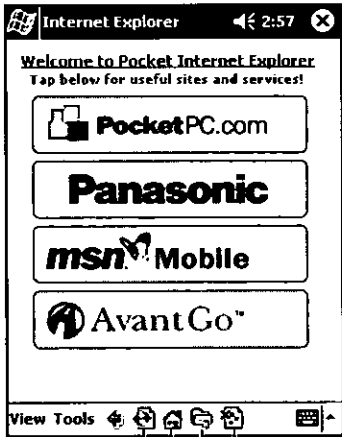 Internet Explorer 2:57
Welcome to Pocket Internet Explorer
Tap below for useful sites and services!
PocketPC.com
Panasonic
msn Mobile
AvantGo™
View Tools